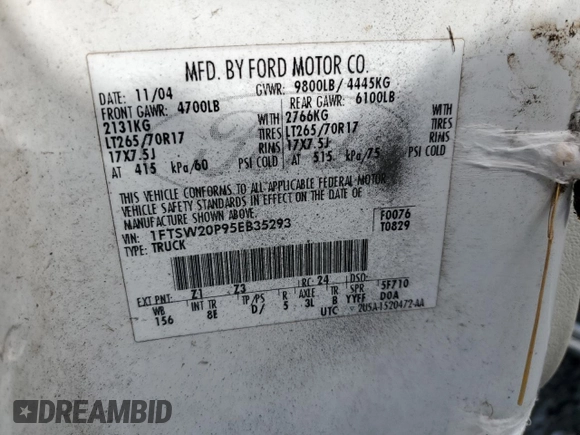 MFD. BY FORD MOTOR CO.
DATE: 11/04 GVWR: 9800LB/ 4445KG
FRONT GAWR: 4700LB REAR GAWR: 6100LB
2131KG WITH 2766KG WITH
LT265/70R17 TIRES LT265/70R17 TIRES
17X7.5J RIMS 17X7.5J RIMS
AT 415 kPa/60 PSI COLD AT 515 kPa/75 PSI COLD
THIS VEHICLE CONFORMS TO ALL APPLICABLE FEDERAL MOTOR
VEHICLE SAFETY STANDARDS IN EFFECT ON THE DATE OF
MANUFACTURE SHOWN ABOVE.
VIN: 1FTSW20P95EB35293 F0076
TYPE: TRUCK T0829
EXT PNT: Z1 Z3 RC: 24 DSO:
WB INT TR TP/PS R AXLE TR SPR 5F710
156 8E D/ 5 3L B YYFF D0A
UTC 2U5A-1520472-AA
DREAMBID